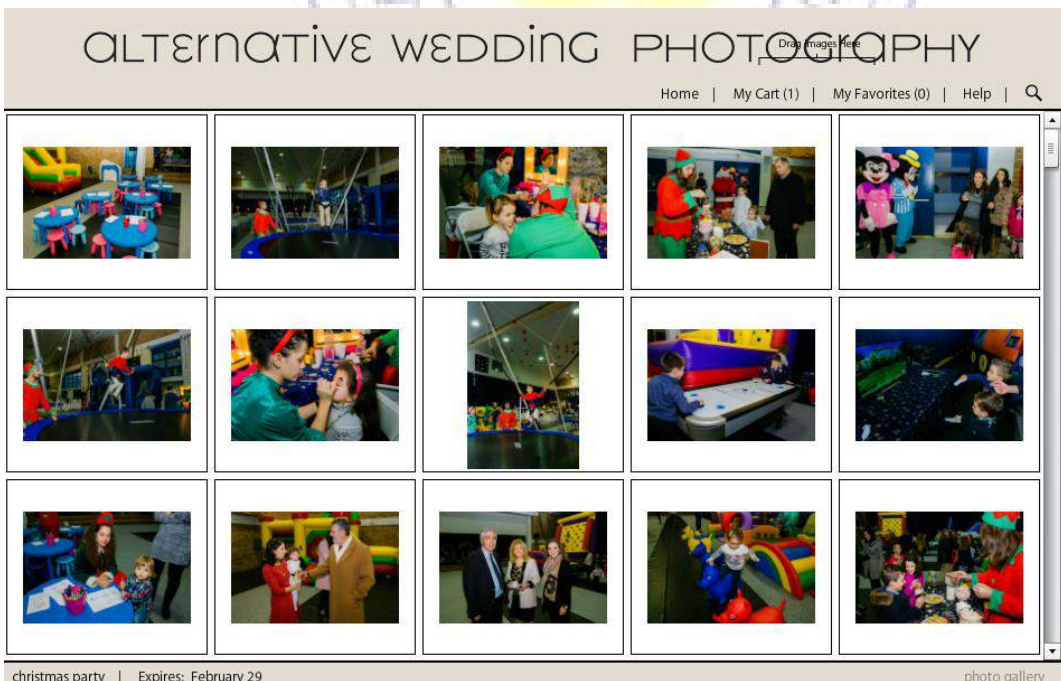 ALTERNATIVE WEDDING PHOTOGRAPHY
Drag Images Here
Home | My Cart (1) | My Favorites (0) | Help |
christmas party | Expires: February 29
photo gallery